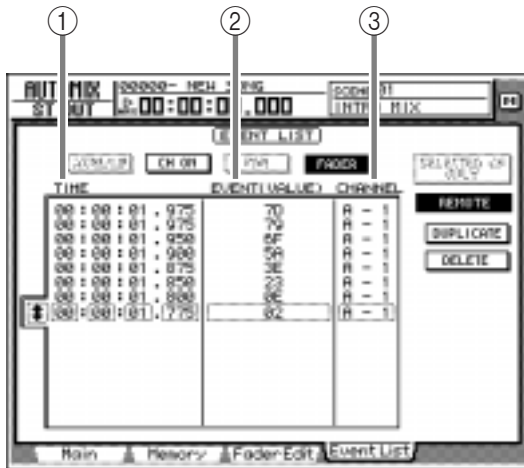 ① ② ③
AUTOMIX 00000- NEW SONG
ST OUT 00:00:00.000 INTRO MIX
EVENT LIST
CH ON FADER SELECTED CH
ONLY
TIME EVENT(VALUE) CHANNEL
REMOTE
00:00:01.975 7D A - 1
00:00:01.975 79 A - 1
00:00:01.950 6F A - 1
00:00:01.900 5A A - 1
00:00:01.875 3E A - 1
00:00:01.850 23 A - 1
00:00:01.800 0E A - 1
00:00:01.775 02 A - 1
DUPLICATE
DELETE
Main Memory Fader Edit Event List